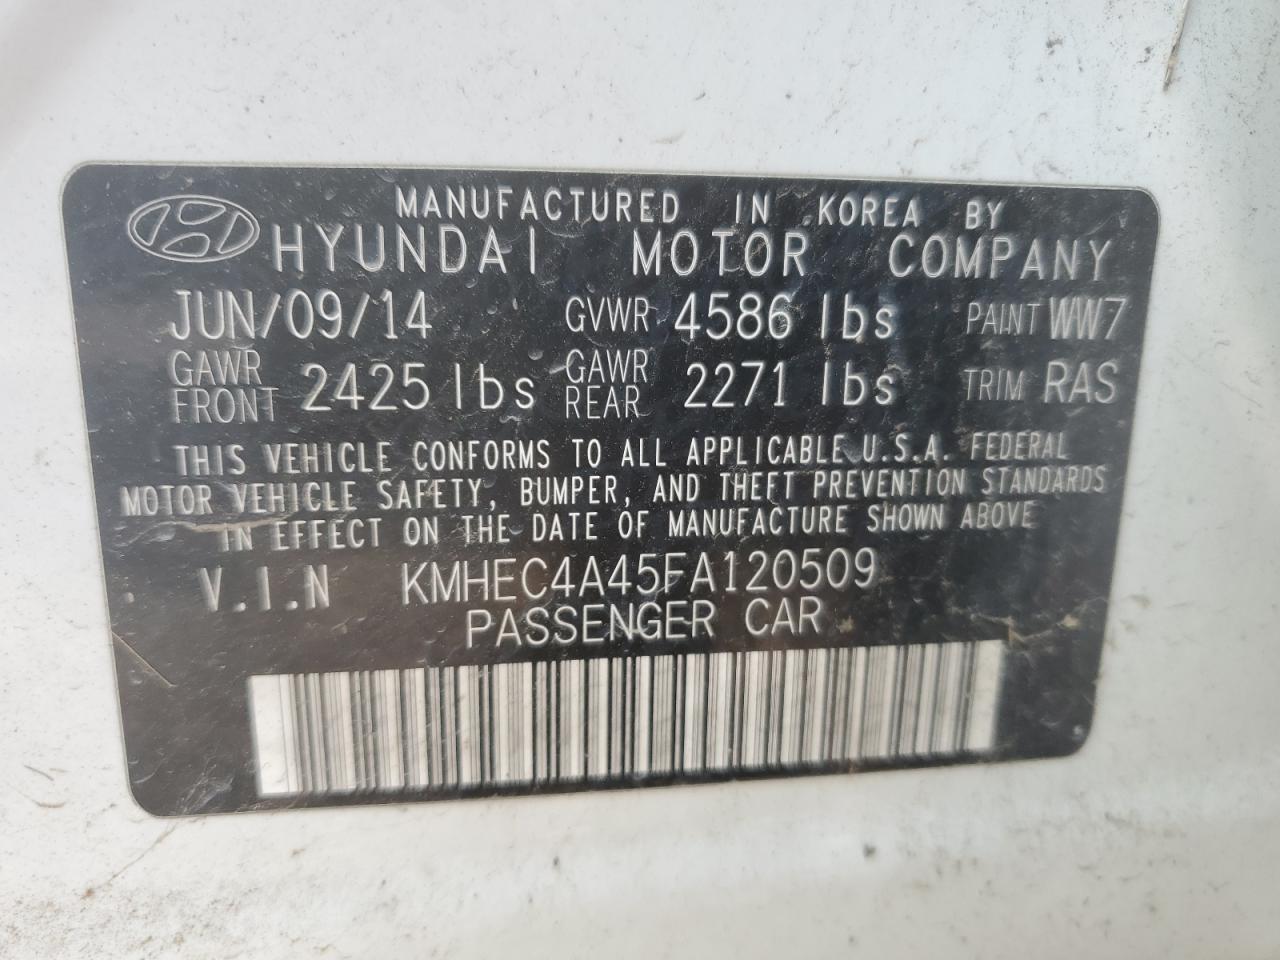 MANUFACTURED IN KOREA BY
HYUNDAI MOTOR COMPANY
JUN/09/14 GVWR 4586 lbs PAINT WW7
GAWR FRONT 2425 lbs GAWR REAR 2271 lbs TRIM RAS
THIS VEHICLE CONFORMS TO ALL APPLICABLE U.S.A. FEDERAL
MOTOR VEHICLE SAFETY, BUMPER, AND THEFT PREVENTION STANDARDS
IN EFFECT ON THE DATE OF MANUFACTURE SHOWN ABOVE
V.I.N KMHEC4A45FA120509
PASSENGER CAR